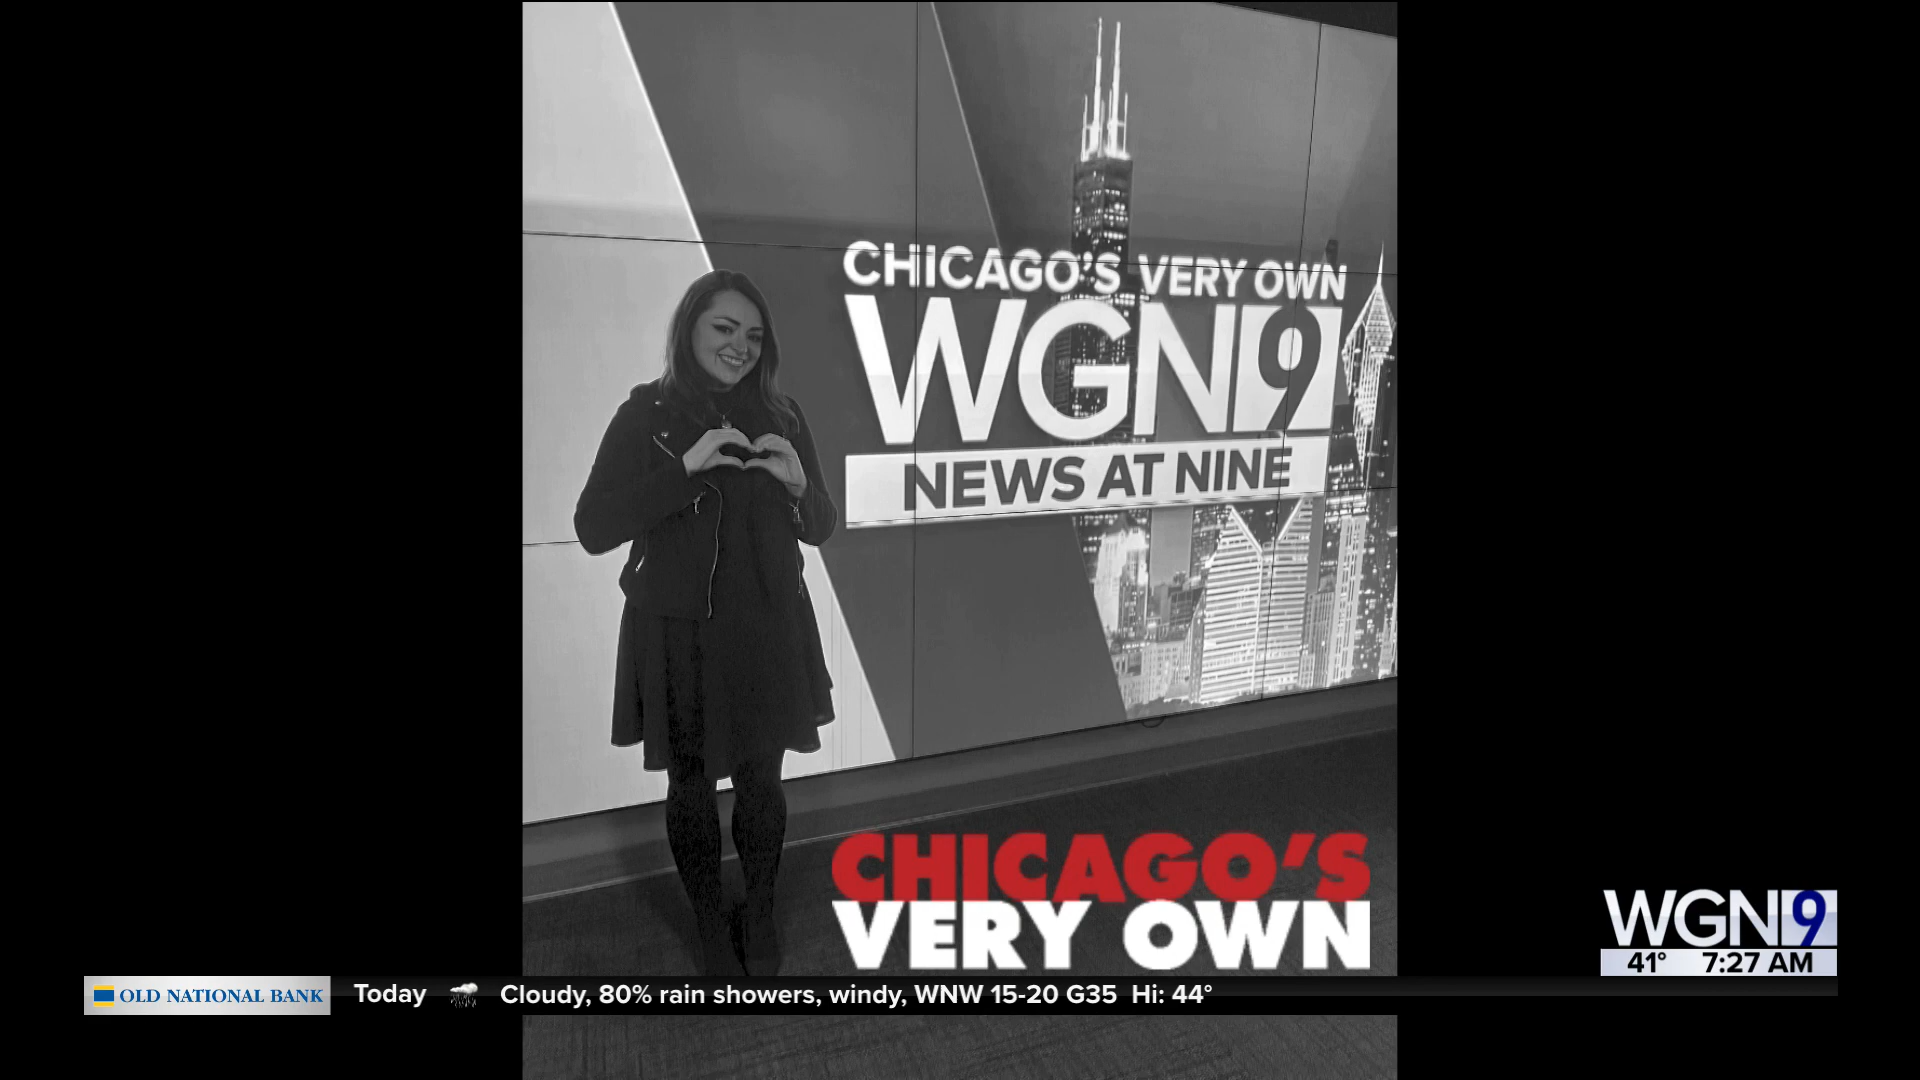 CHICAGO'S VERY OWN
WGN9
NEWS AT NINE
CHICAGO'S
VERY OWN
WGN9
41° 7:27 AM
OLD NATIONAL BANK
Today Cloudy, 80% rain showers, windy, WNW 15-20 G35 Hi: 44°